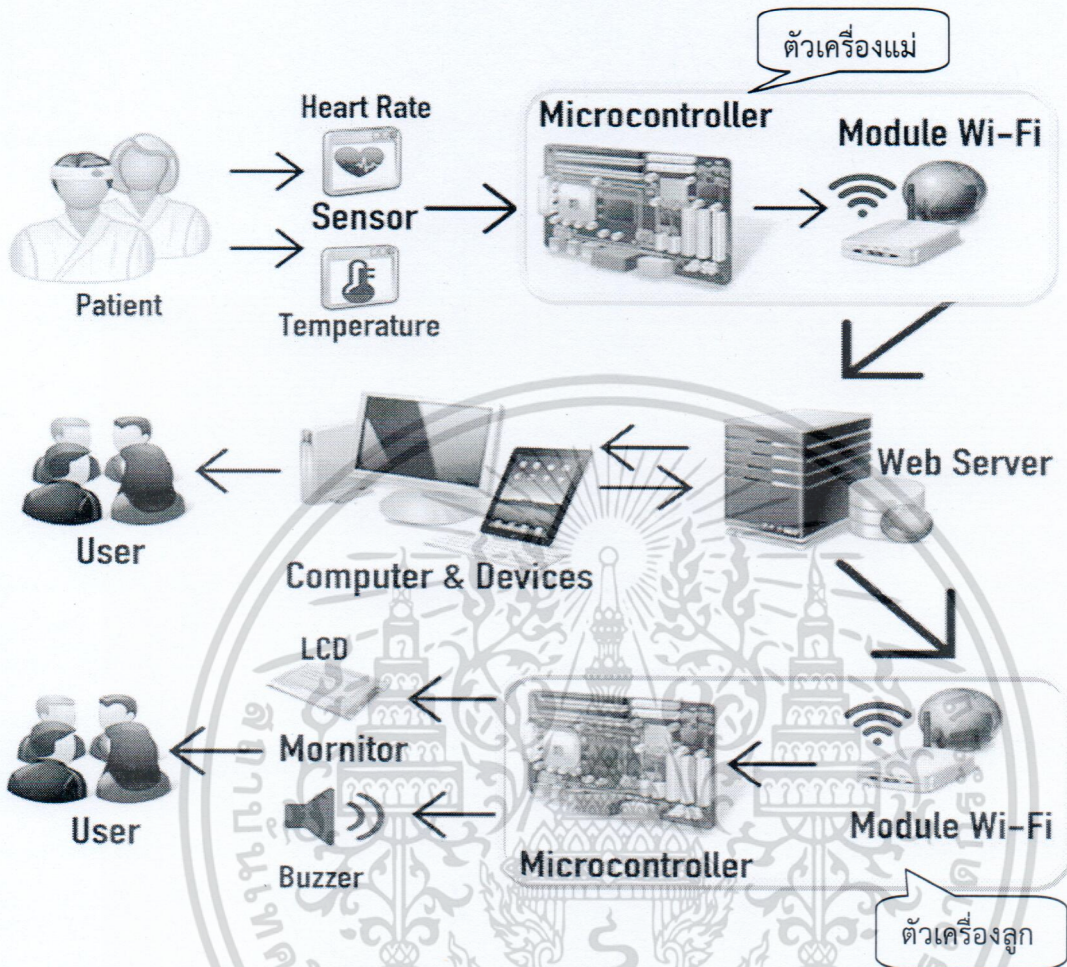 ตัวเครื่องแม่
Heart Rate
Microcontroller
Module Wi-Fi
Sensor
Patient
Temperature
Web Server
User
Computer & Devices
LCD
Mornitor
User
Module Wi-Fi
Buzzer
Microcontroller
ตัวเครื่องลูก